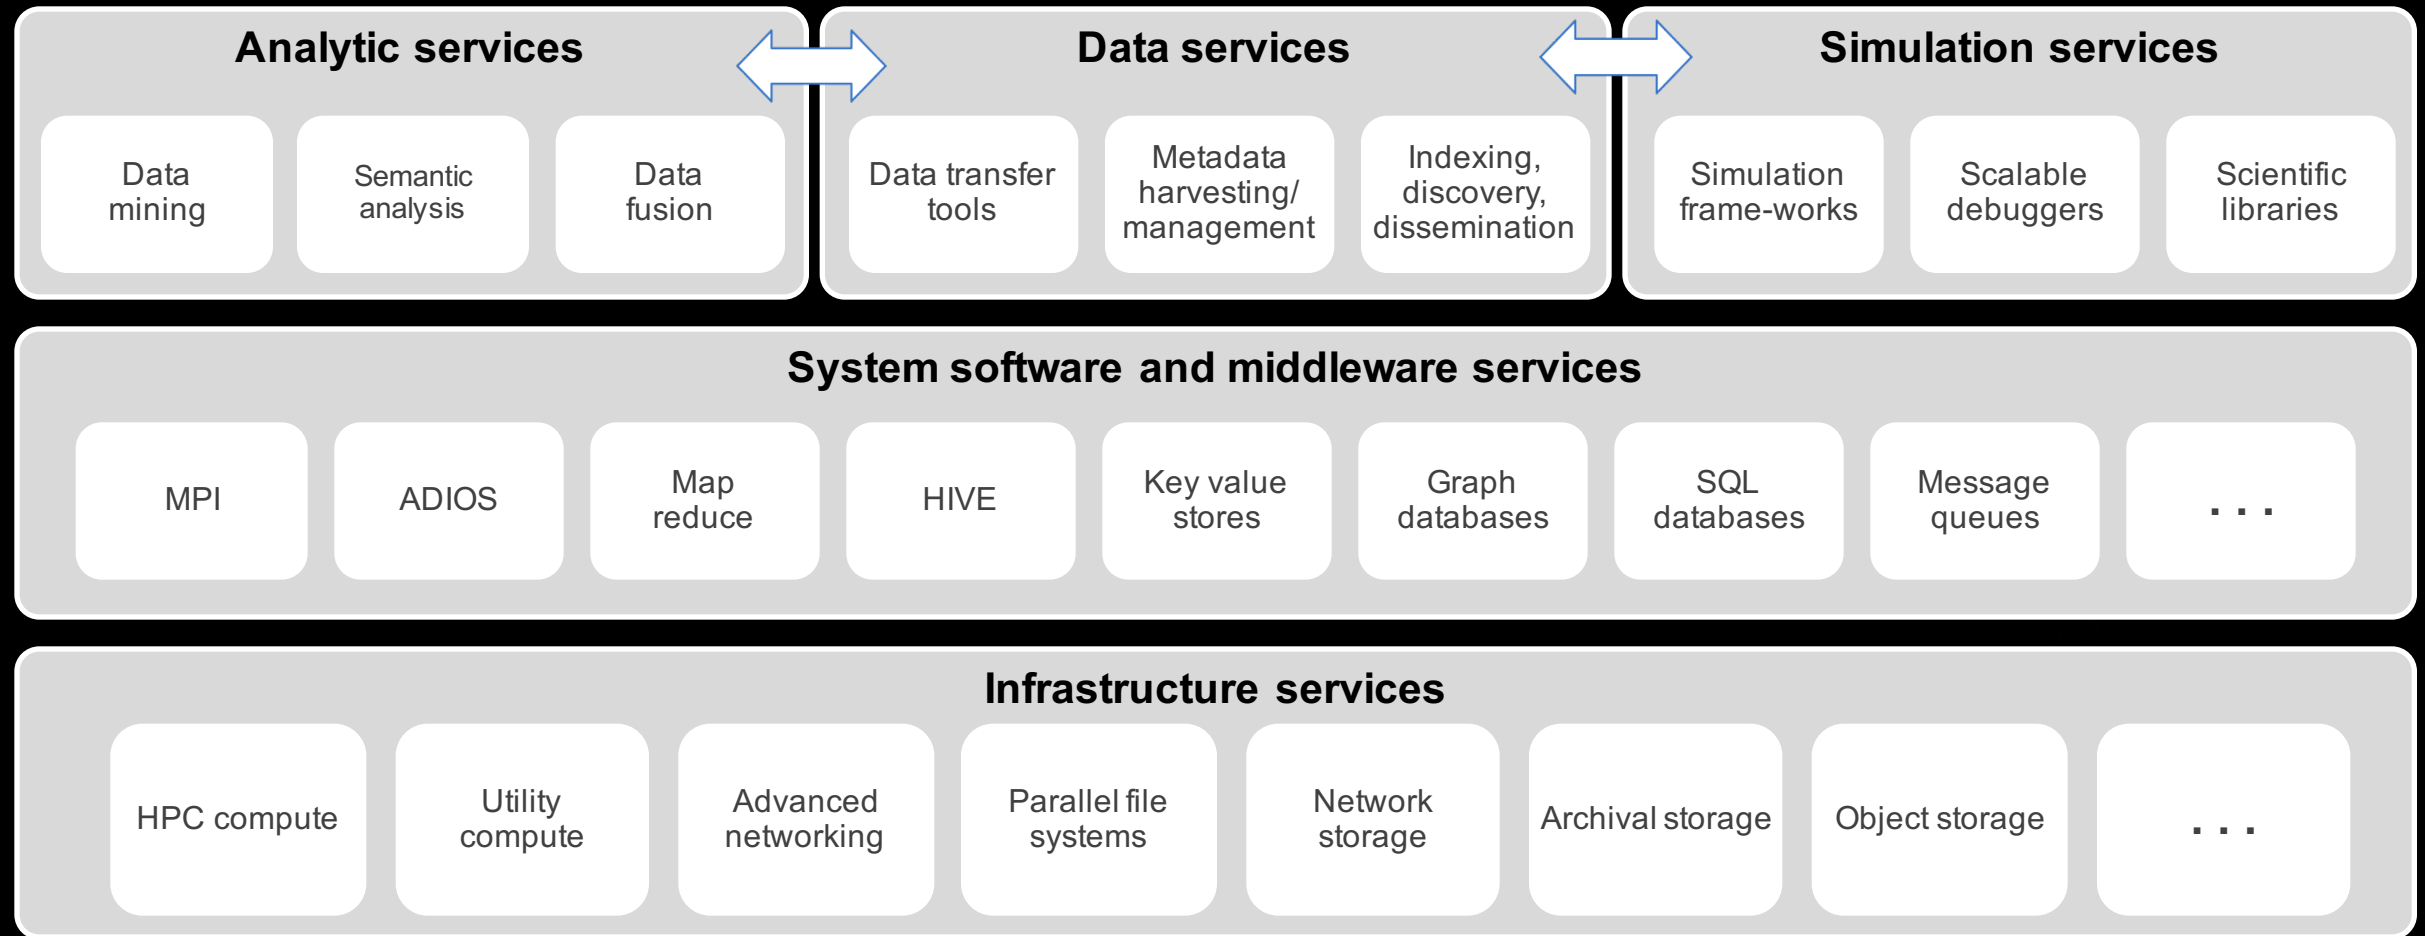 Analytic services
Data
mining
Semantic
analysis
Data
fusion
Data services
Data transfer
tools
Metadata
harvesting/
management
Indexing,
discovery,
dissemination
Simulation services
Simulation
frame-works
Scalable
debuggers
Scientific
libraries
System software and middleware services
MPI
ADIOS
Map
reduce
HIVE
Key value
stores
Graph
databases
SQL
databases
Message
queues
. . .
Infrastructure services
HPC compute
Utility
compute
Advanced
networking
Parallel file
systems
Network
storage
Archival storage
Object storage
. . .